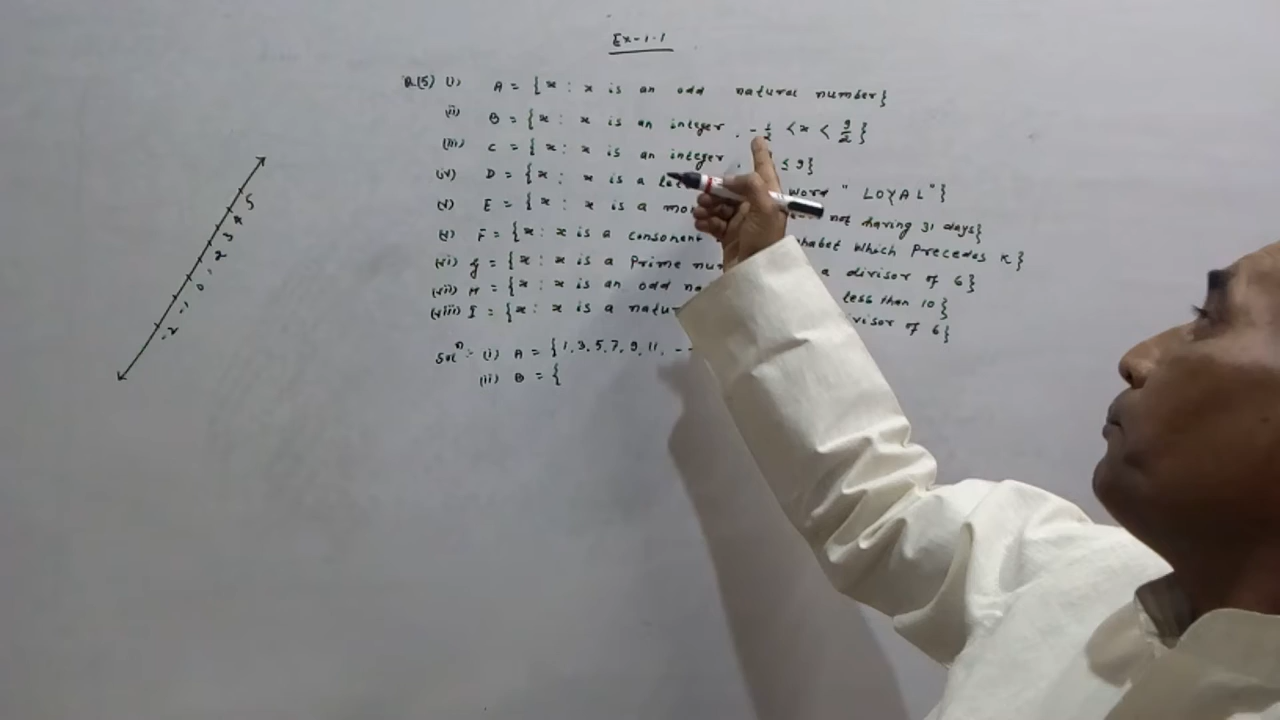 Ex-1.1
Q.(5) (i) A = {x : x is an odd natural number}
(ii) B = {x : x is an integer, -1/2 < x < 9/2}
(iii) C = {x : x is an integer, ≤ 9}
(iv) D = {x : x is a word "LOYAL"}
(v) E = {x : x is a not having 31 days}
(v) F = {x : x is a consonent which precedes K}
(vi) G = {x : x is a prime a divisor of 6}
(vii) H = {x : x is an odd less than 10}
(viii) I = {x : x is a of 6}
Solⁿ:- (i) A = {1, 3, 5, 7, 9, 11, - -
(ii) B = {
-2 -1 0 1 2 3 4 5